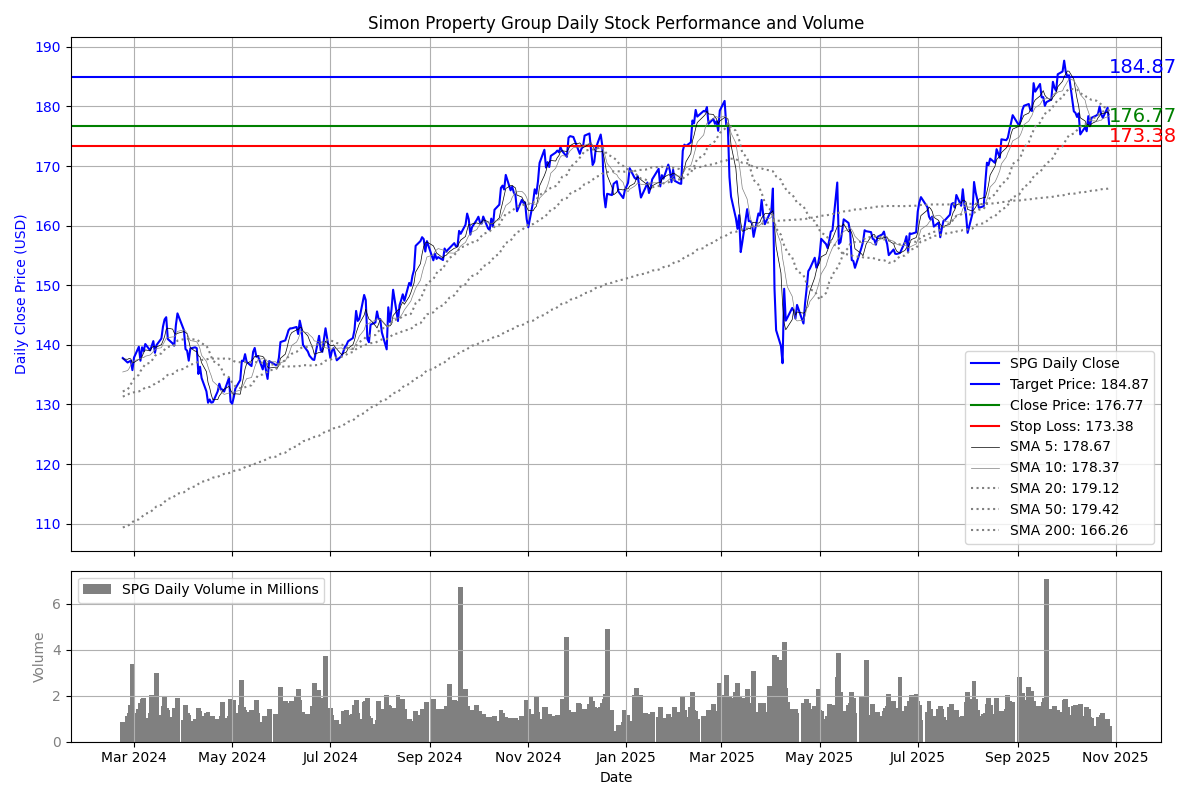 Simon Property Group Daily Stock Performance and Volume
190
180
170
160
150
140
130
120
110
Daily Close Price (USD)
184.87
176.77
173.38
SPG Daily Close
Target Price: 184.87
Close Price: 176.77
Stop Loss: 173.38
SMA 5: 178.67
SMA 10: 178.37
SMA 20: 179.12
SMA 50: 179.42
SMA 200: 166.26
SPG Daily Volume in Millions
6
4
2
0
Volume
Mar 2024 May 2024 Jul 2024 Sep 2024 Nov 2024 Jan 2025 Mar 2025 May 2025 Jul 2025 Sep 2025 Nov 2025
Date